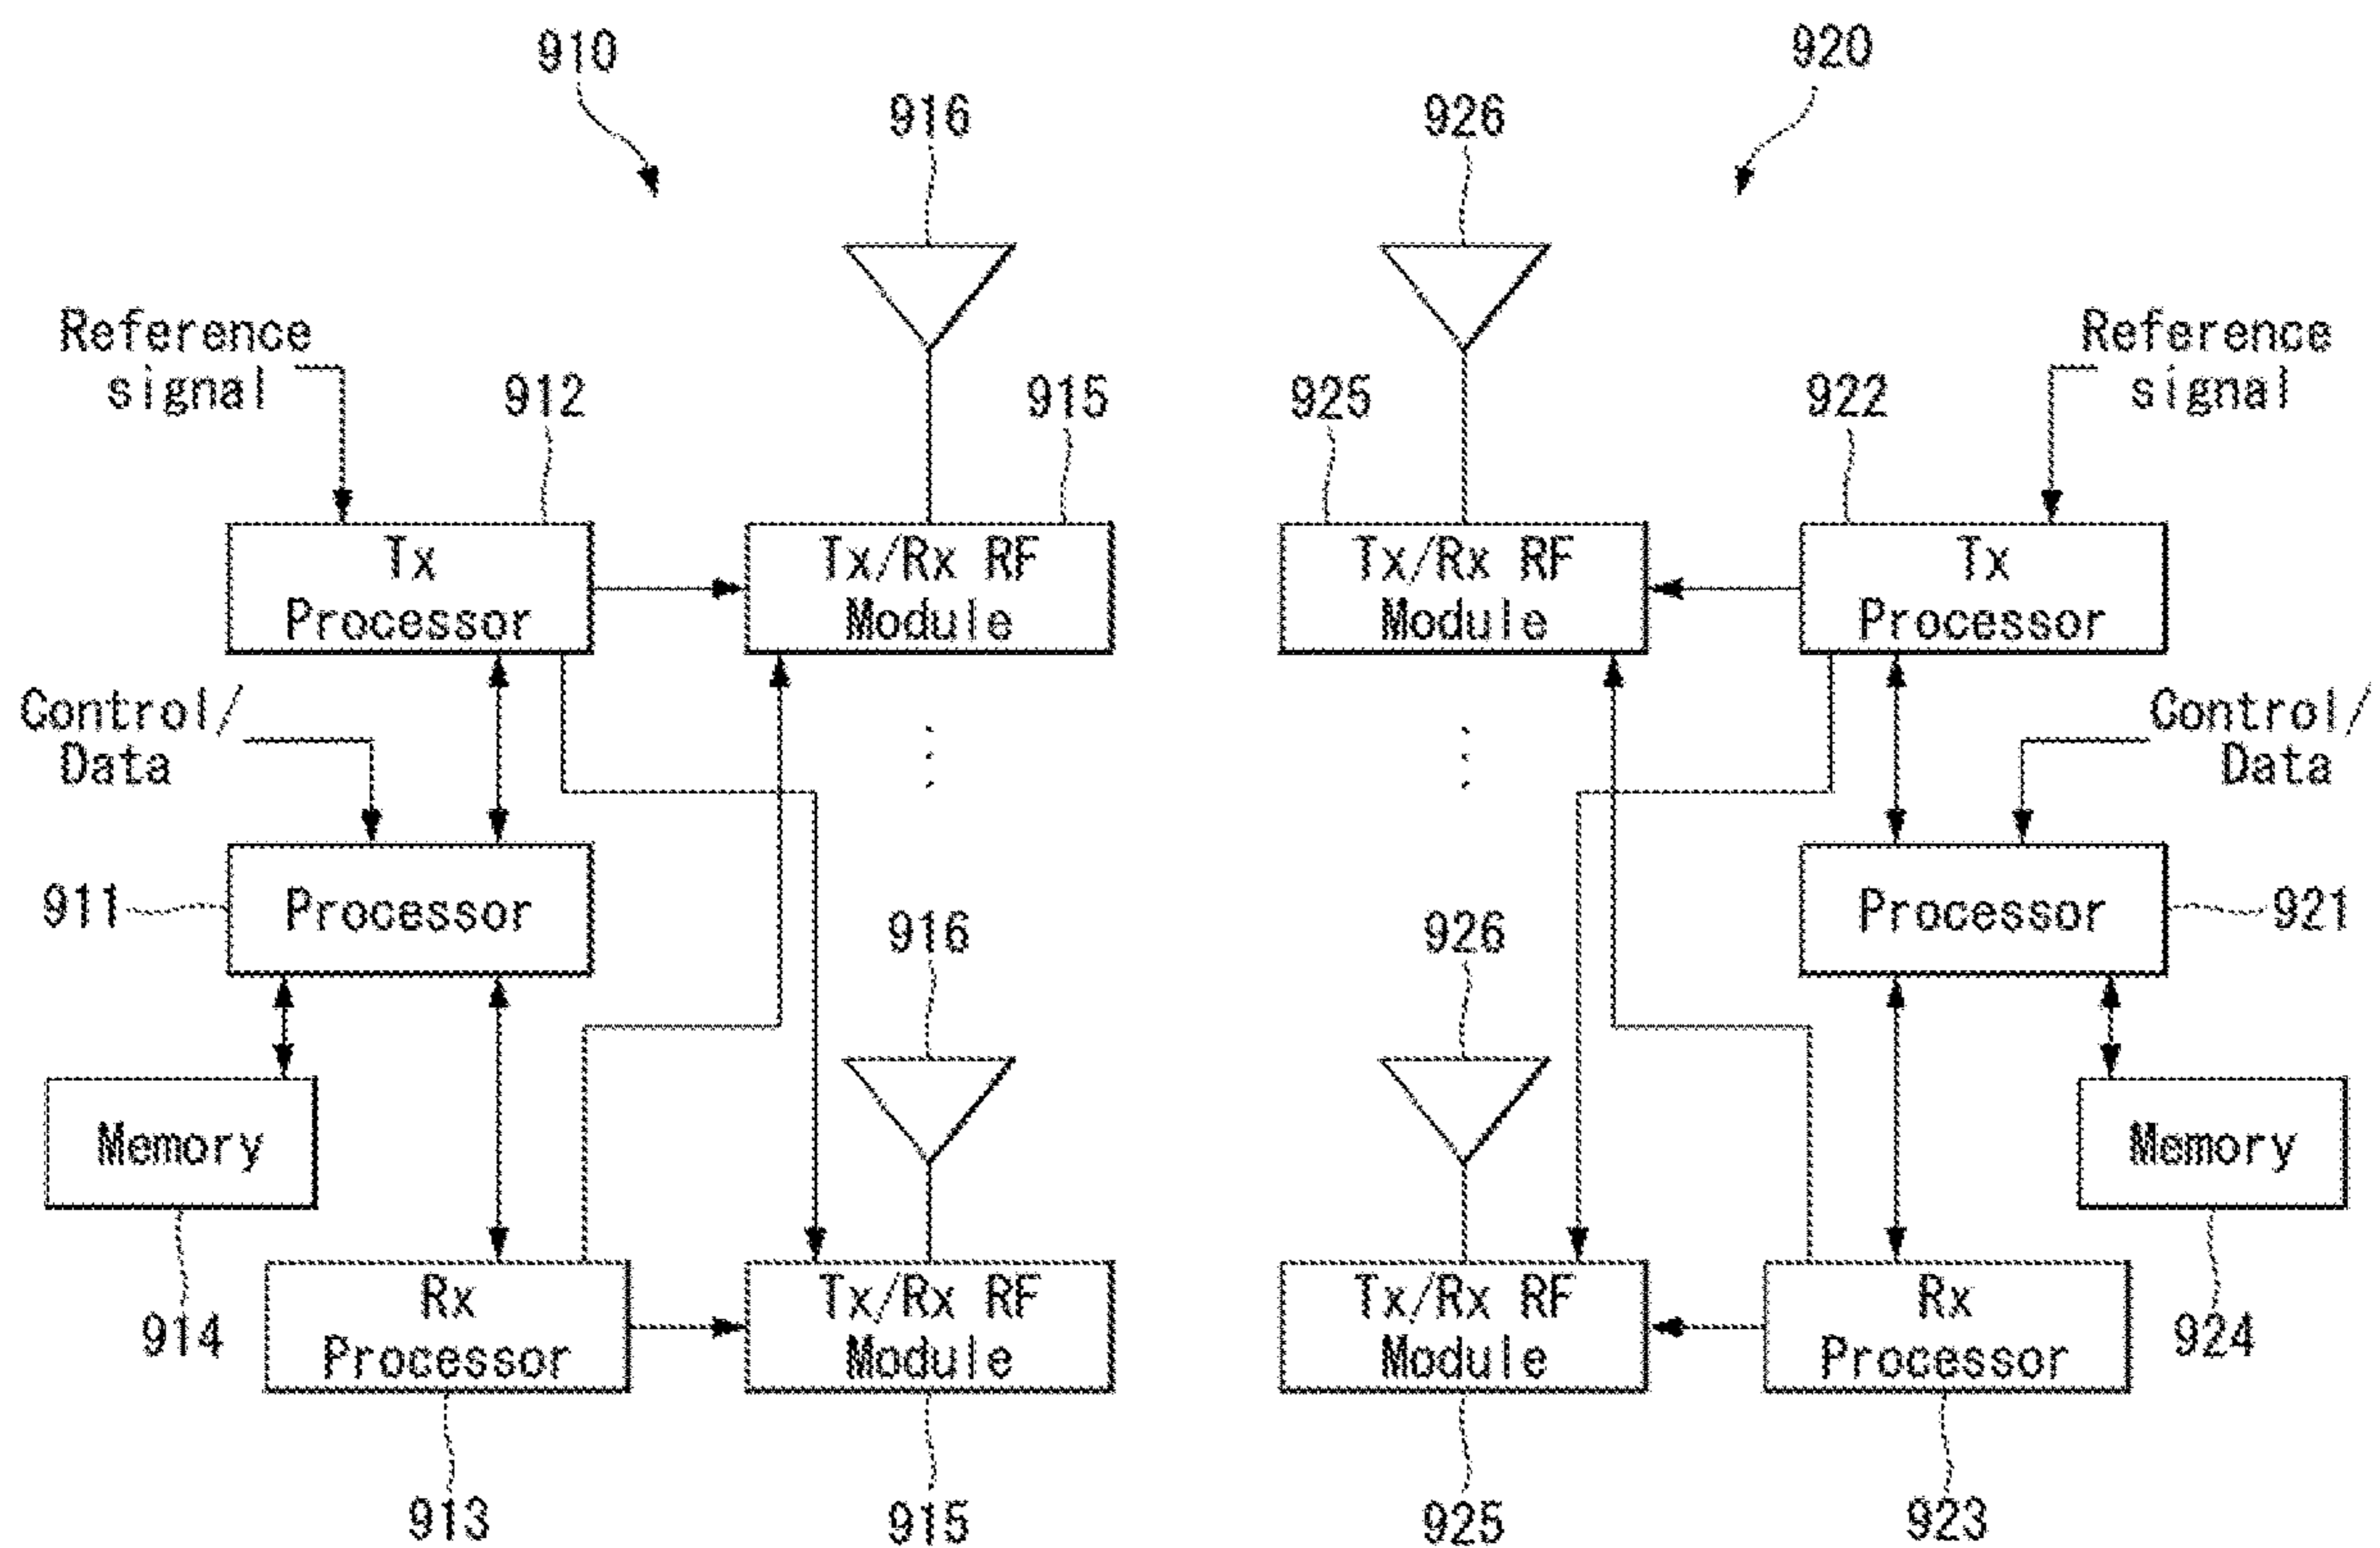 910
920
916
926
Reference
signal
912
915
925
922
Reference
signal
Tx
Processor
Tx/Rx RF
Module
Tx/Rx RF
Module
Tx
Processor
Control/
Data
Control/
Data
911
Processor
916
926
Processor
921
Memory
Memory
914
Rx
Processor
Tx/Rx RF
Module
Tx/Rx RF
Module
Rx
Processor
924
913
915
925
923